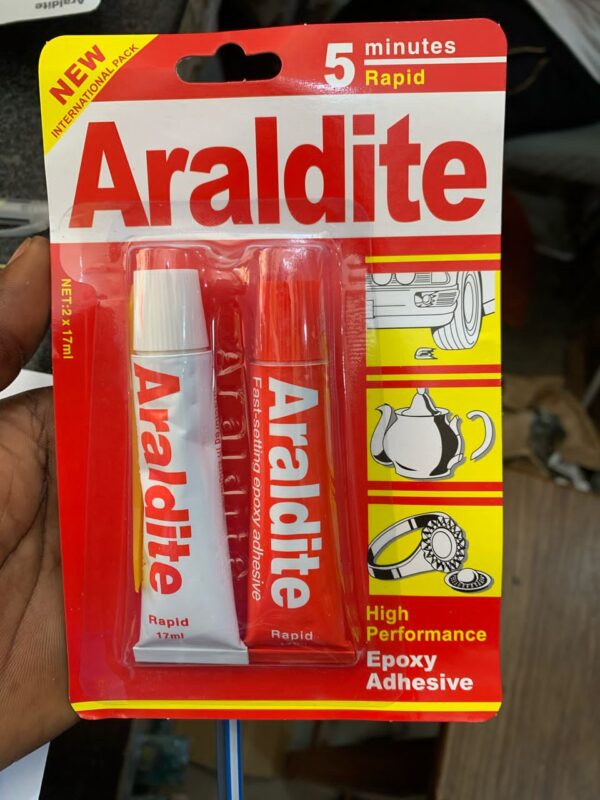 Araldite
NEW
INTERNATIONAL PACK
5 minutes
Rapid
Araldite
NET:2 x 17ml
Araldite
Rapid
17ml
Araldite
Fast-setting epoxy adhesive
Rapid
High
Performance
Epoxy
Adhesive